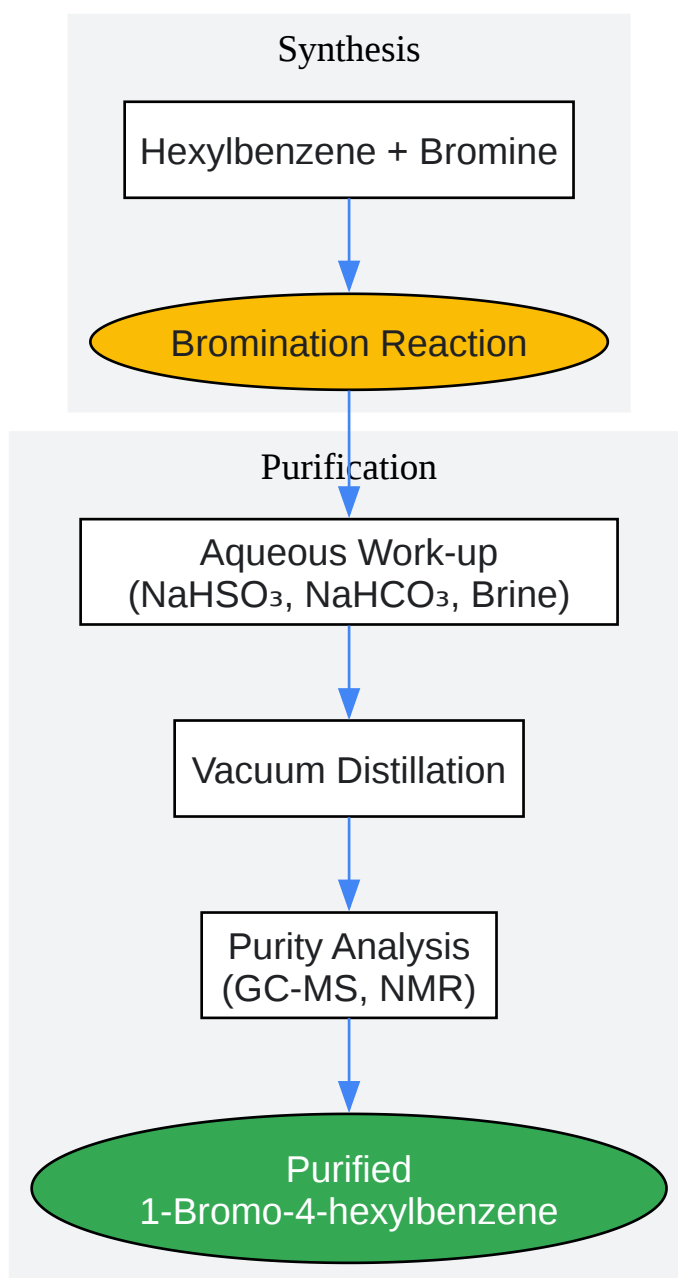 Synthesis
Hexylbenzene + Bromine
Bromination Reaction
Purification
Aqueous Work-up
(NaHSO₃, NaHCO₃, Brine)
Vacuum Distillation
Purity Analysis
(GC-MS, NMR)
Purified
1-Bromo-4-hexylbenzene